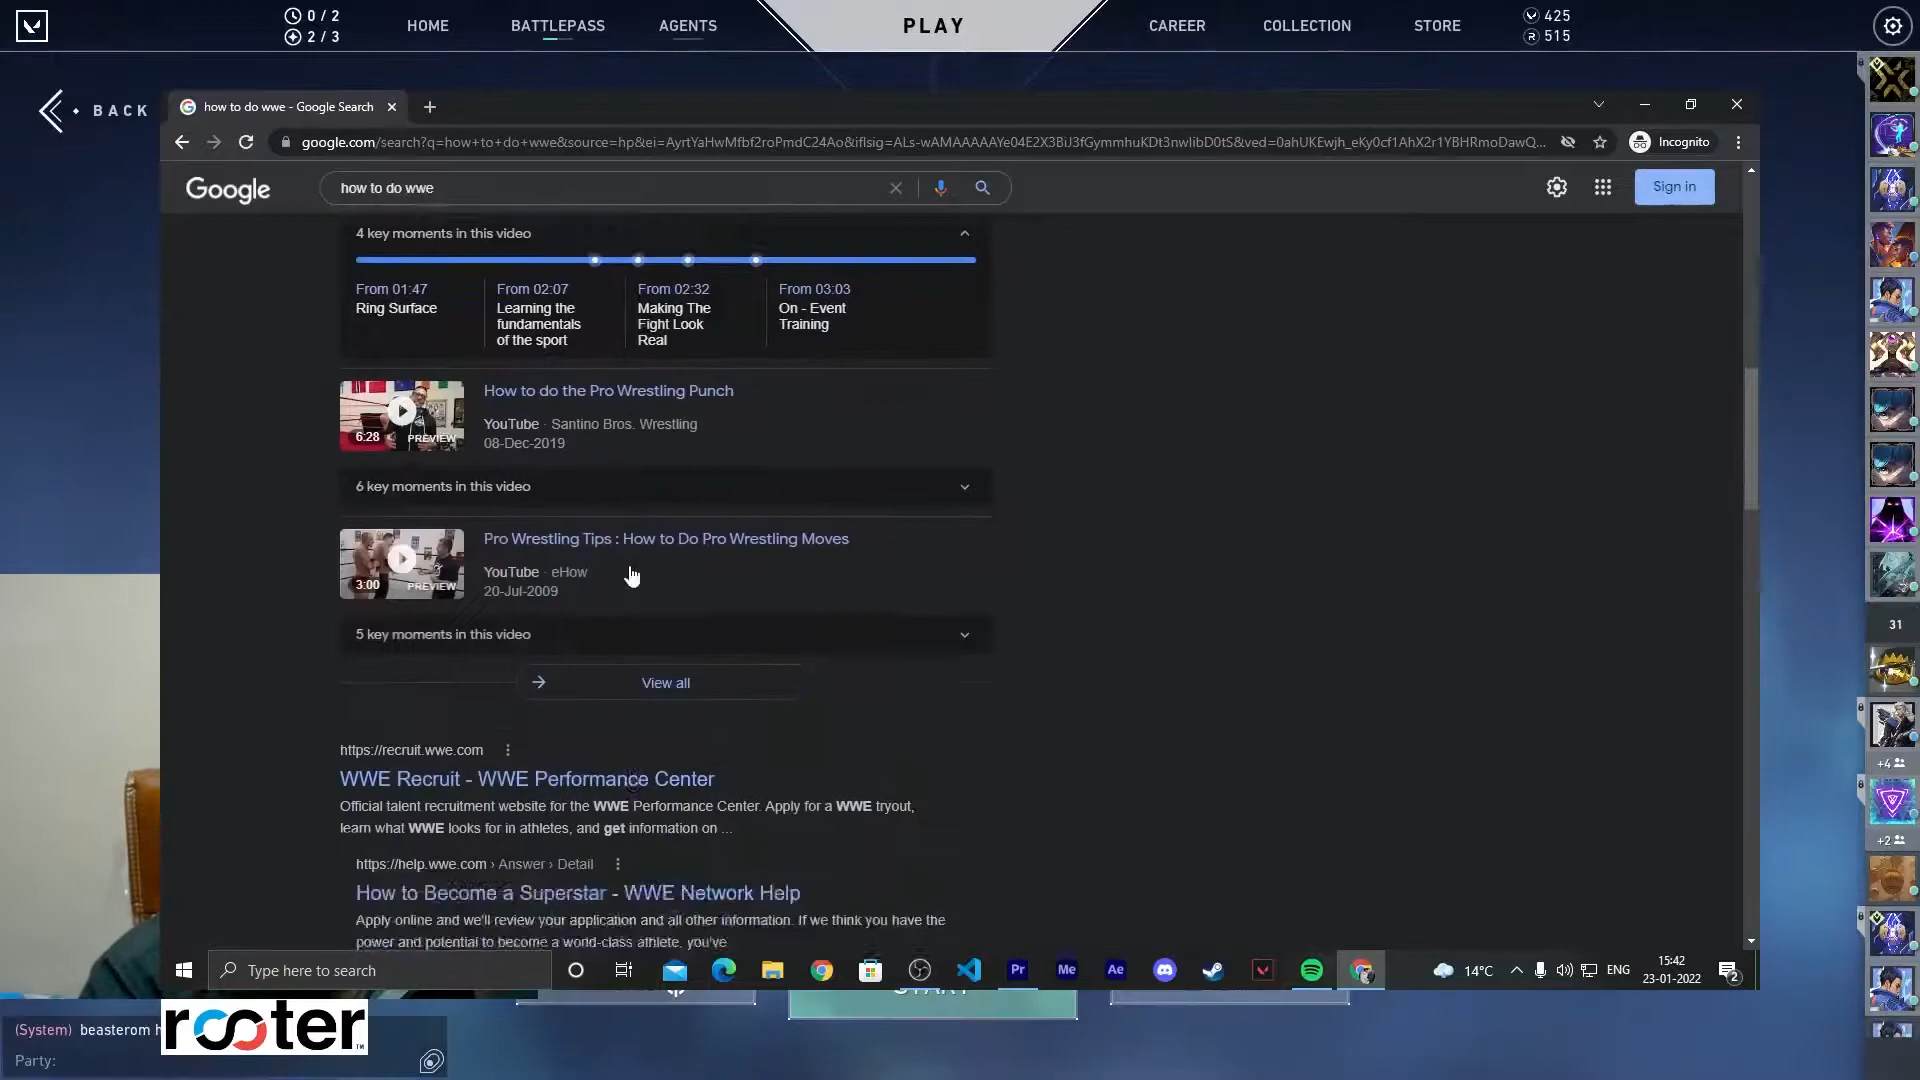 0 / 2
2 / 3
HOME
BATTLEPASS
AGENTS
PLAY
CAREER
COLLECTION
STORE
425
R 515
BACK
how to do wwe - Google Search
google.com/search?q=how+to+do+wwe&source=hp&ei=AyrtYaHwMfbf2roPmdC24Ao&iflsig=ALs-wAMAAAAAYe04E2X3BiJ3fGymmhuKDt3nwlibD0tS&ved=0ahUKEwjh_eKy0cf1AhX2r1YBHRmoDawQ...
Incognito
Google
how to do wwe
Sign in
4 key moments in this video
From 01:47
Ring Surface
From 02:07
Learning the
fundamentals
of the sport
From 02:32
Making The
Fight Look
Real
From 03:03
On - Event
Training
6:28
PREVIEW
How to do the Pro Wrestling Punch
YouTube · Santino Bros. Wrestling
08-Dec-2019
6 key moments in this video
3:00
PREVIEW
Pro Wrestling Tips : How to Do Pro Wrestling Moves
YouTube · eHow
20-Jul-2009
5 key moments in this video
View all
https://recruit.wwe.com
WWE Recruit - WWE Performance Center
Official talent recruitment website for the WWE Performance Center. Apply for a WWE tryout,
learn what WWE looks for in athletes, and get information on ...
https://help.wwe.com › Answer › Detail
How to Become a Superstar - WWE Network Help
Apply online and we'll review your application and all other information. If we think you have the
power and potential to become a world-class athlete, you've
31
+4
+2
Type here to search
Pr
Me
Ae
14°C
ENG
15:42
23-01-2022
2
START
(System) beasterom h
rooter
TM
Party: